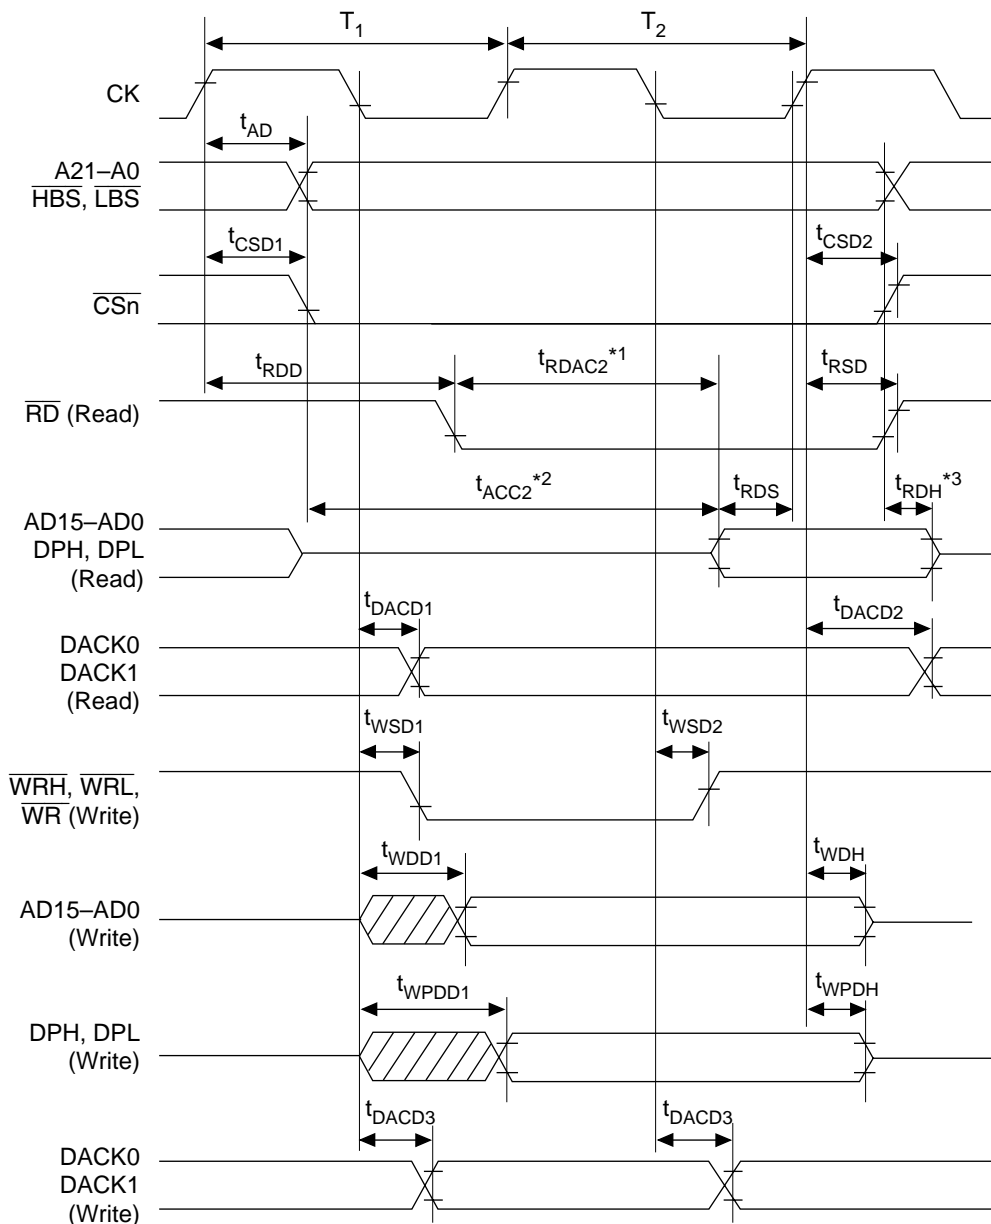 T1 T2
CK
tAD
A21–A0
HBS, LBS
tCSD1 tCSD2
CSn
tRDD tRDAC2*1 tRSD
RD (Read)
tACC2*2 tRDS tRDH*3
AD15–AD0
DPH, DPL
(Read)
tDACD1 tDACD2
DACK0
DACK1
(Read)
tWSD1 tWSD2
WRH, WRL,
WR (Write)
tWDD1 tWDH
AD15–AD0
(Write)
tWPDD1 tWPDH
DPH, DPL
(Write)
tDACD3 tDACD3
DACK0
DACK1
(Write)